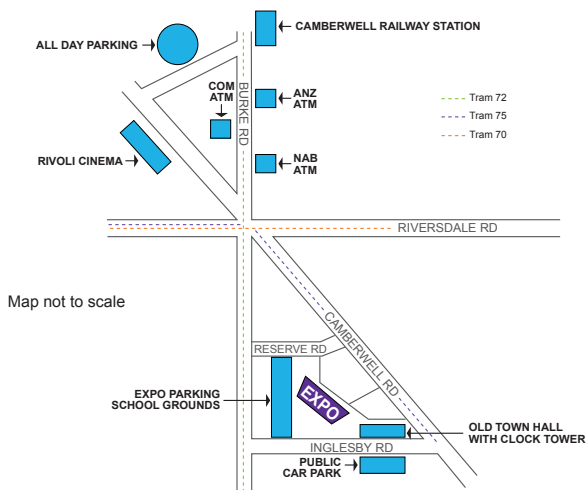 CAMBERWELL RAILWAY STATION
ALL DAY PARKING
COM
ATM
BURKE RD
ANZ
ATM
Tram 72
Tram 75
Tram 70
RIVOLI CINEMA
NAB
ATM
RIVERSDALE RD
Map not to scale
CAMBERWELL RD
RESERVE RD
EXPO PARKING
SCHOOL GROUNDS
EXPO
OLD TOWN HALL
WITH CLOCK TOWER
INGLESBY RD
PUBLIC
CAR PARK